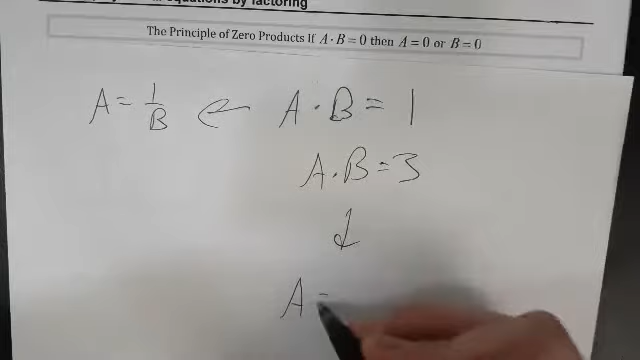 equations by factoring
The Principle of Zero Products If A · B = 0 then A = 0 or B = 0
A = 1/B ← A · B = 1
A · B = 3
↓
A =